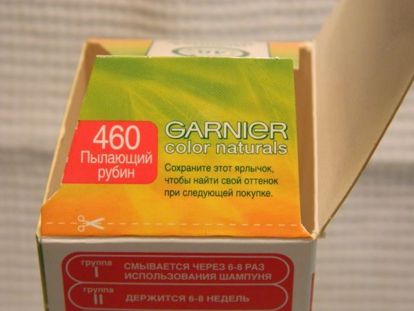 460
Пылающий
рубин
GARNIER
color naturals
Сохраните этот ярлычок,
чтобы найти свой оттенок
при следующей покупке.
группа
I
СМЫВАЕТСЯ ЧЕРЕЗ 6-8 РАЗ
ИСПОЛЬЗОВАНИЯ ШАМПУНЯ
группа
II
ДЕРЖИТСЯ 6-8 НЕДЕЛЬ